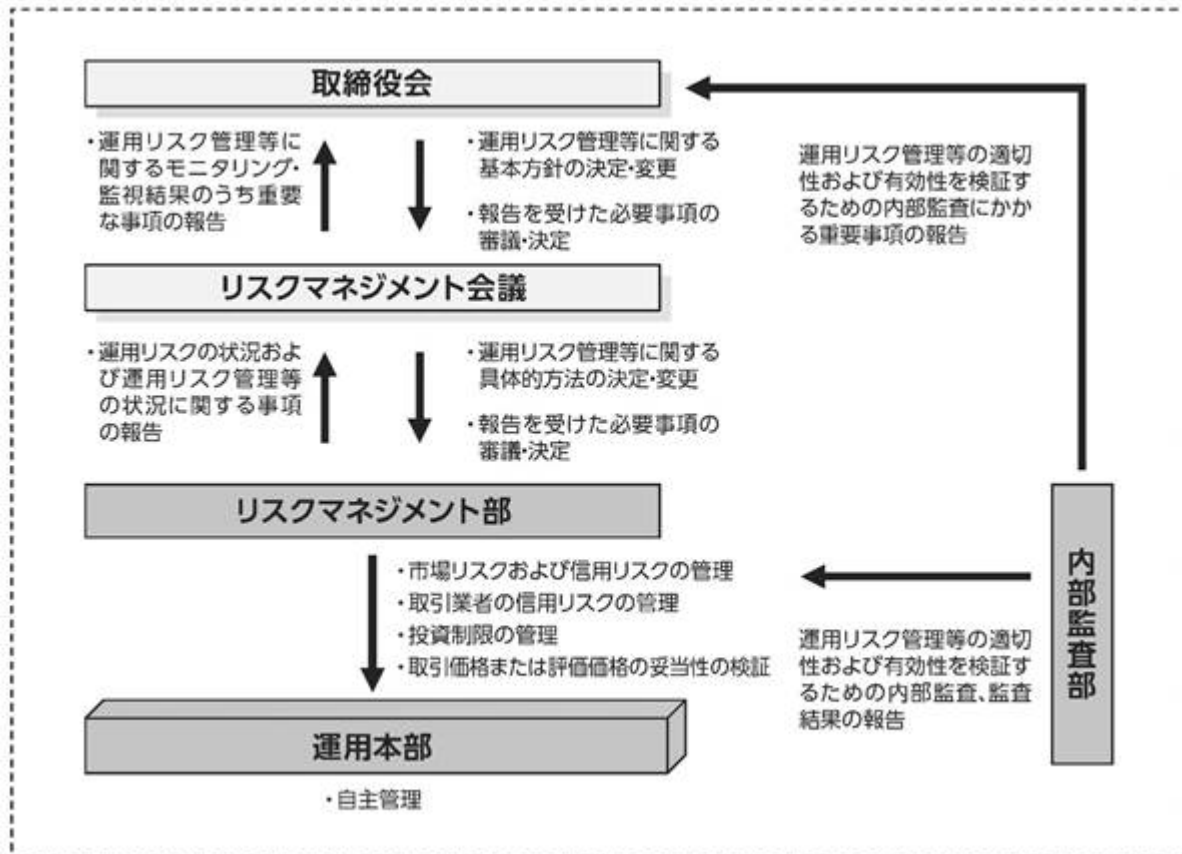 取締役会
・運用リスク管理等に
関するモニタリング・
監視結果のうち重要
な事項の報告
・運用リスク管理等に関する
基本方針の決定・変更
・報告を受けた必要事項の
審議・決定
運用リスク管理等の適切
性および有効性を検証す
るための内部監査にかか
る重要事項の報告
リスクマネジメント会議
・運用リスクの状況およ
び運用リスク管理等
の状況に関する事項
の報告
・運用リスク管理等に関する
具体的方法の決定・変更
・報告を受けた必要事項の
審議・決定
リスクマネジメント部
・市場リスクおよび信用リスクの管理
・取引業者の信用リスクの管理
・投資制限の管理
・取引価格または評価価格の妥当性の検証
運用リスク管理等の適切
性および有効性を検証す
るための内部監査、監査
結果の報告
内部監査部
運用本部
・自主管理